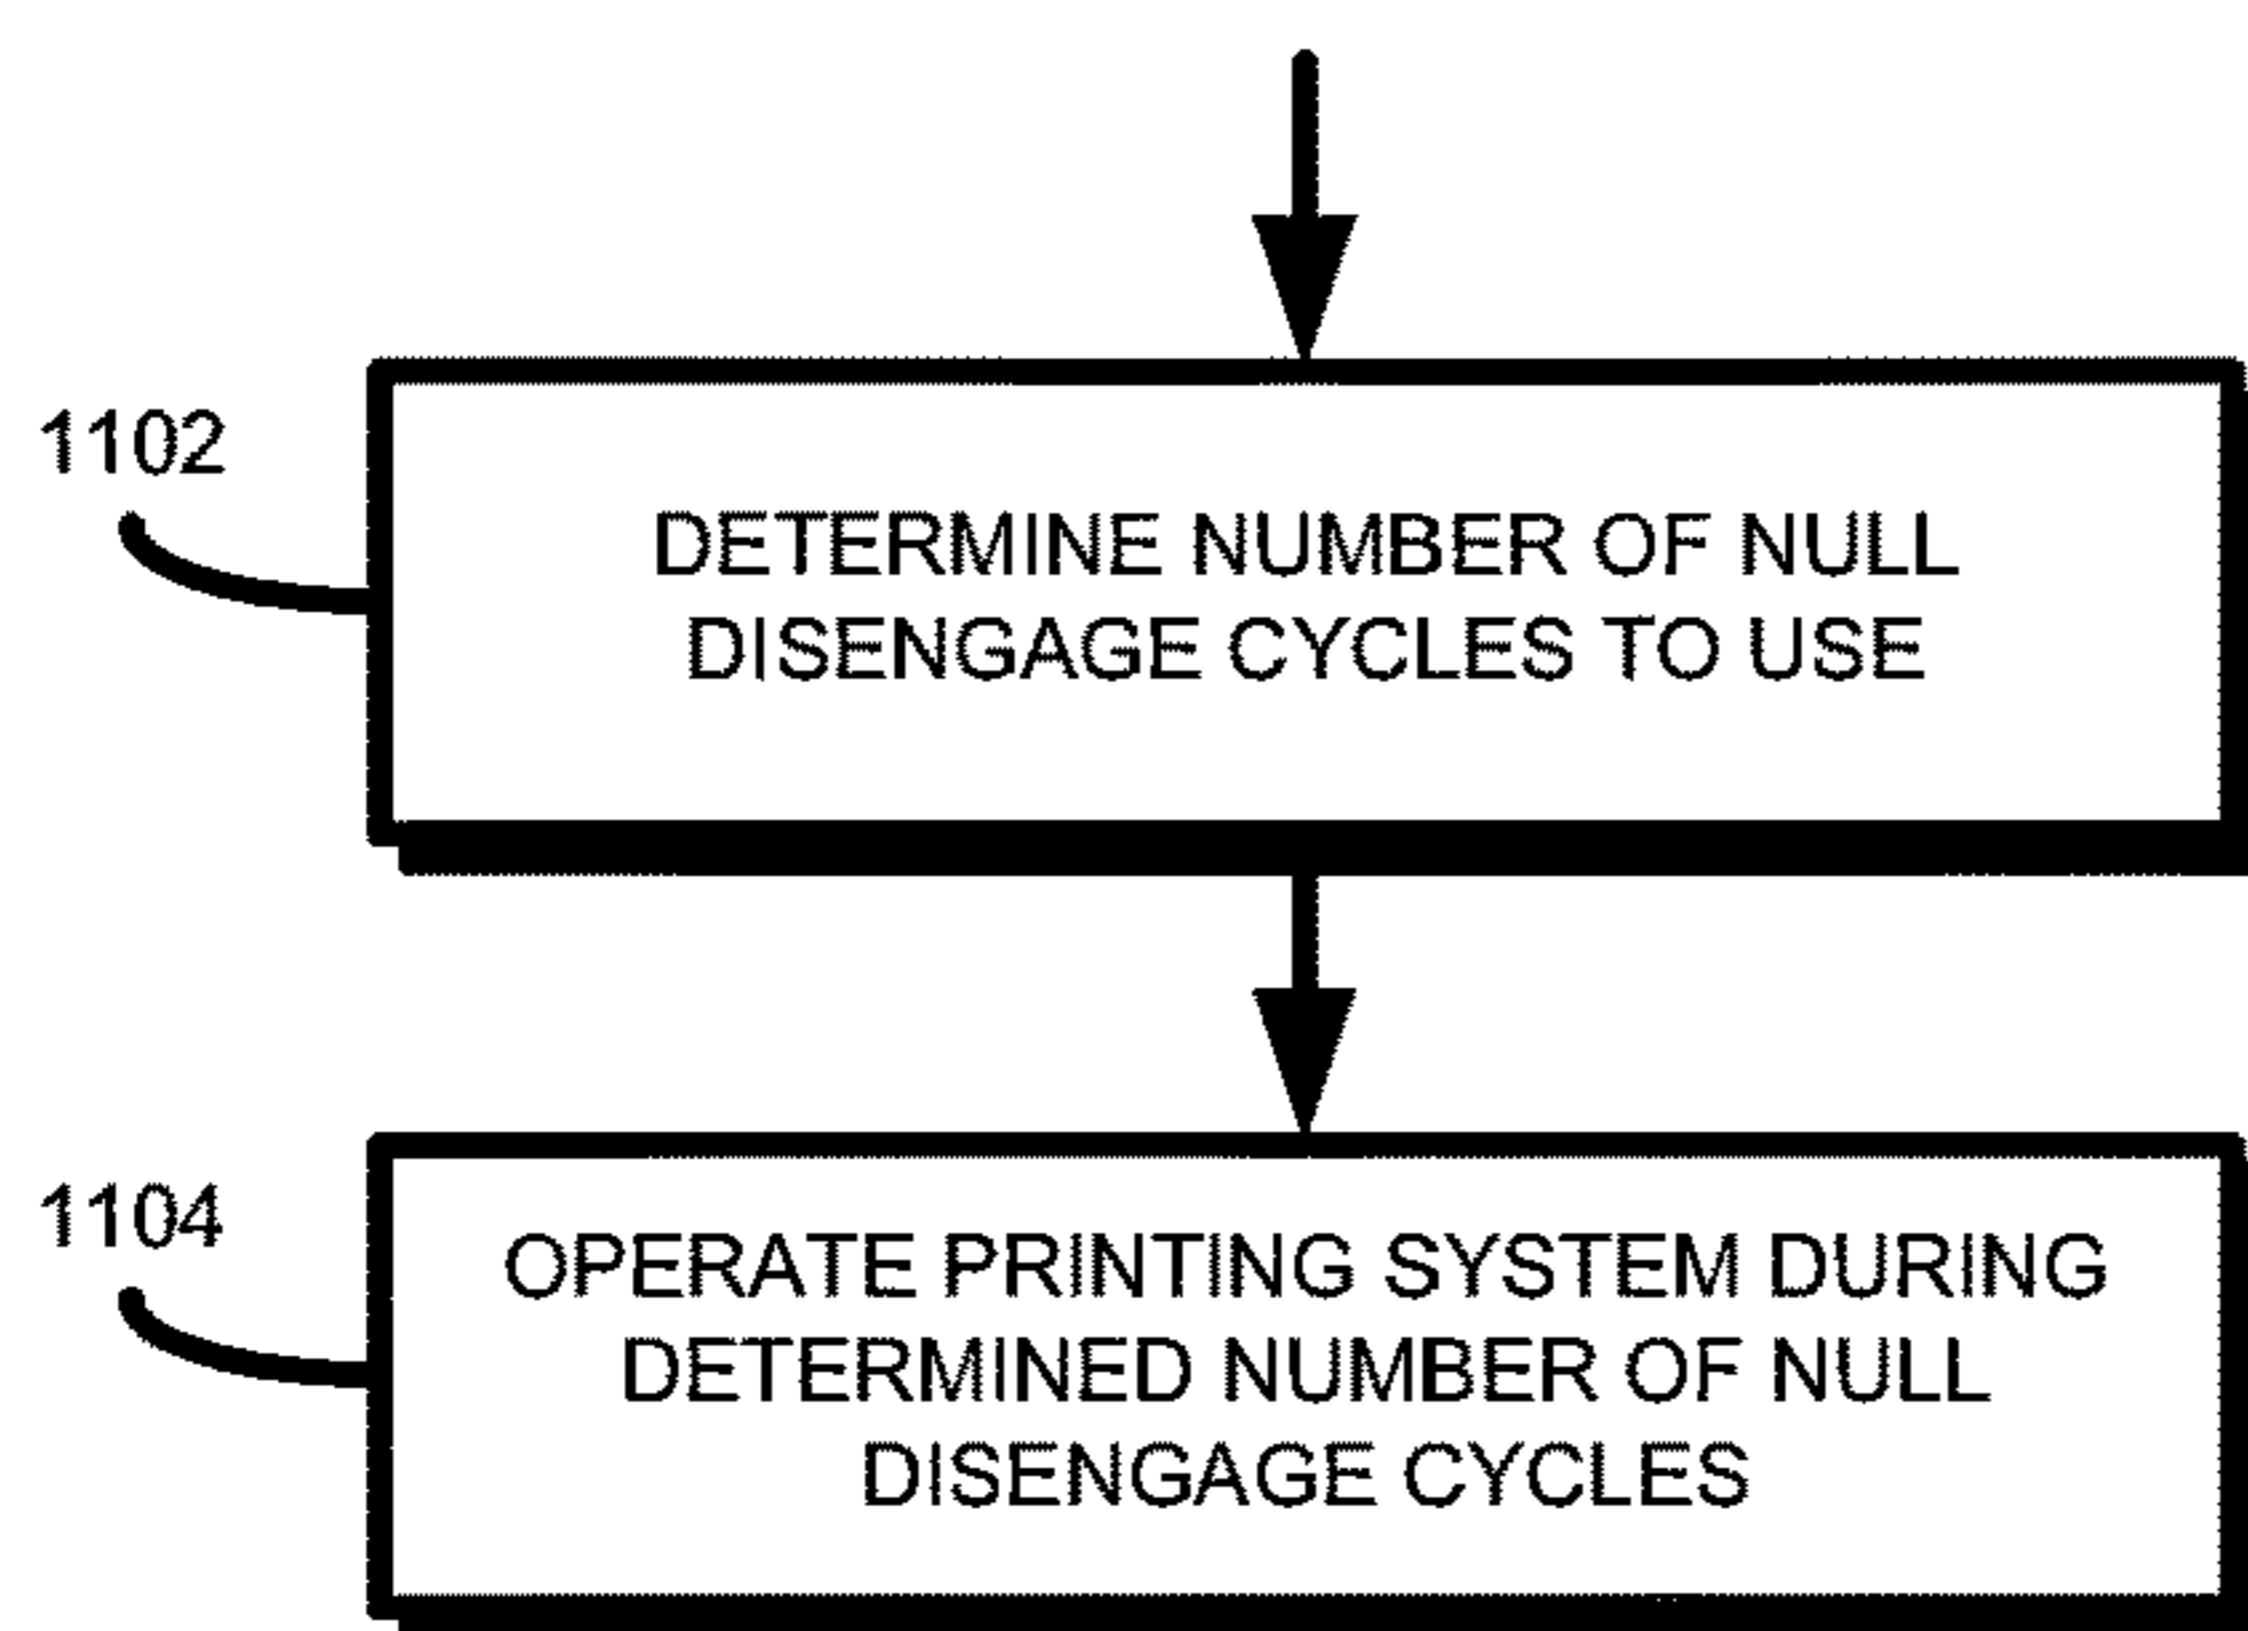 1102
DETERMINE NUMBER OF NULL
DISENGAGE CYCLES TO USE
1104
OPERATE PRINTING SYSTEM DURING
DETERMINED NUMBER OF NULL
DISENGAGE CYCLES